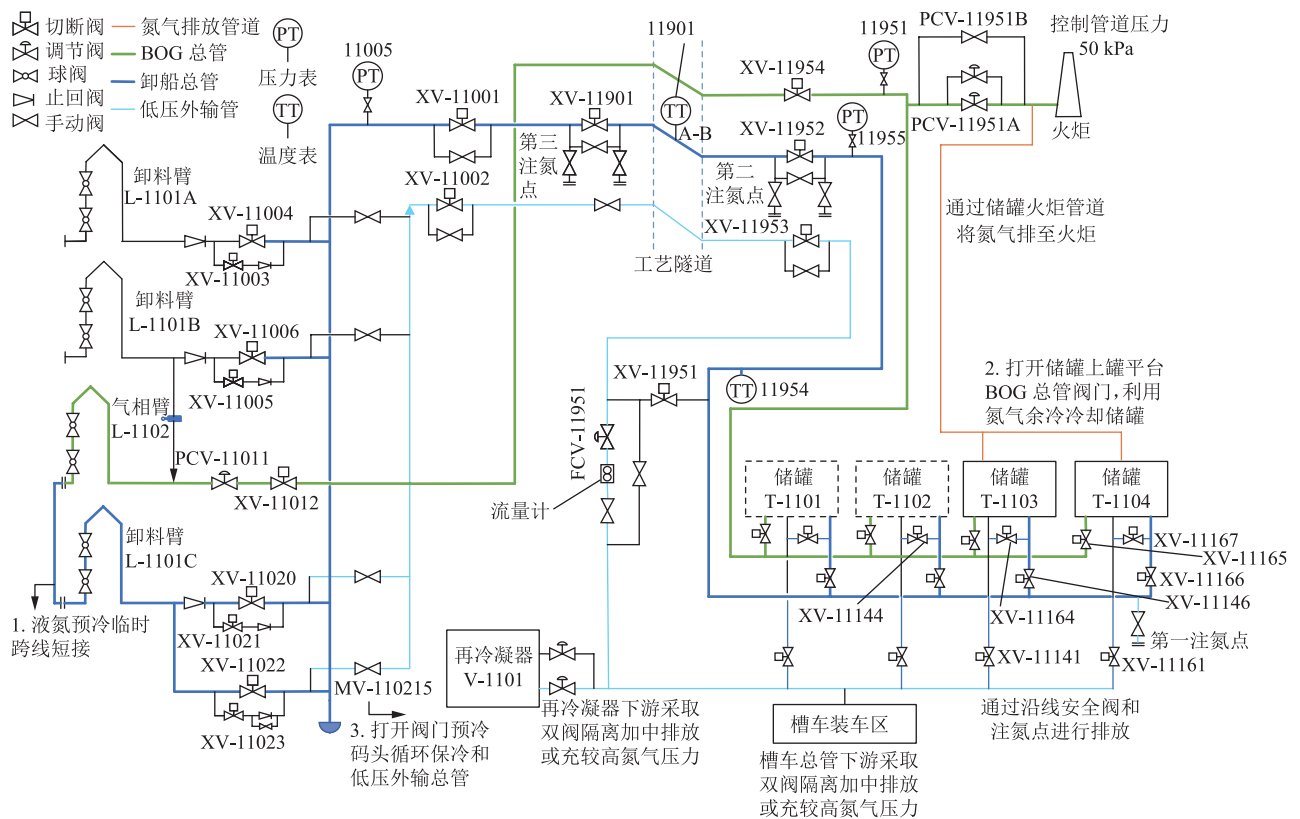 切断阀
调节阀
球阀
止回阀
手动阀
氮气排放管道
BOG 总管
卸船总管
低压外输管
PT
压力表
TT
温度表
11005
PT
XV-11001
XV-11901
11901
TT
A-B
第三
注氮
点
XV-11002
XV-11954
11951
PT
XV-11952
PT
11955
第二
注氮点
XV-11953
工艺隧道
PCV-11951B
PCV-11951A
控制管道压力
50 kPa
火炬
通过储罐火炬管道
将氮气排至火炬
卸料臂
L-1101A
XV-11004
XV-11003
卸料臂
L-1101B
XV-11006
XV-11005
气相臂
L-1102
PCV-11011
XV-11012
卸料臂
L-1101C
XV-11020
XV-11021
XV-11022
XV-11023
1. 液氮预冷临时
跨线短接
MV-110215
3. 打开阀门预冷
码头循环保冷和
低压外输总管
XV-11951
TT
11954
FCV-11951
流量计
2. 打开储罐上罐平台
BOG 总管阀门,利用
氮气余冷冷却储罐
储罐
T-1101
储罐
T-1102
储罐
T-1103
储罐
T-1104
XV-11167
XV-11165
XV-11166
XV-11146
XV-11144
XV-11164
第一注氮点
XV-11141
XV-11161
再冷凝器
V-1101
再冷凝器下游采取
双阀隔离加中排放
或充较高氮气压力
槽车装车区
槽车总管下游采取
双阀隔离加中排放
或充较高氮气压力
通过沿线安全阀和
注氮点进行排放